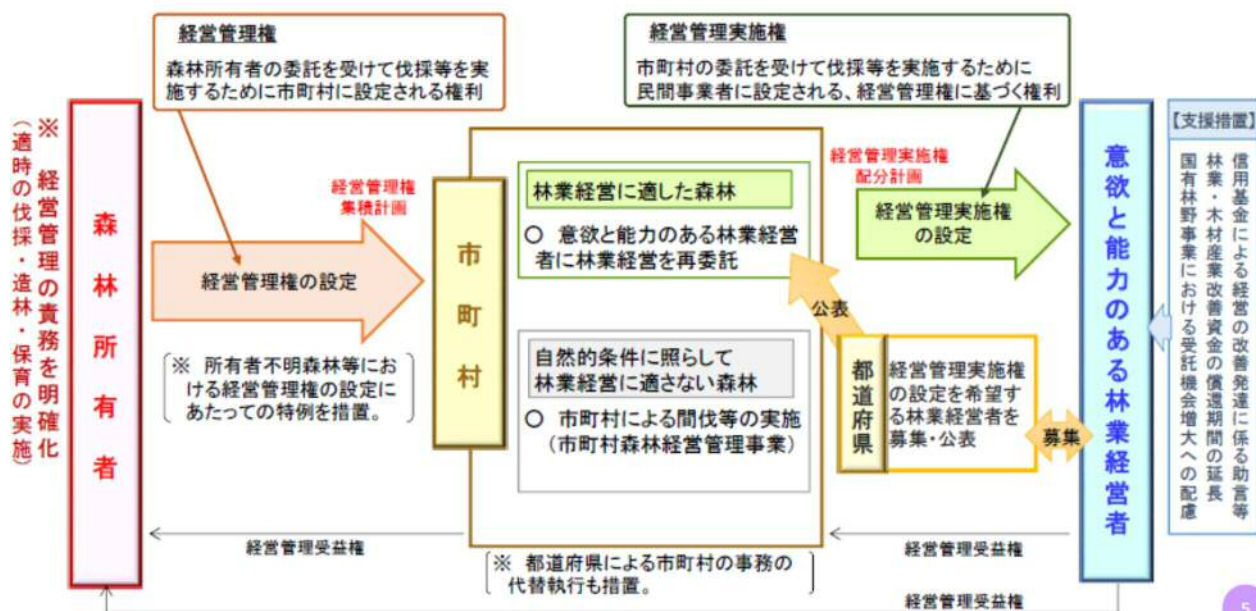 経営管理権
森林所有者の委託を受けて伐採等を実
施するために市町村に設定される権利
経営管理実施権
市町村の委託を受けて伐採等を実施するために
民間事業者に設定される、経営管理権に基づく権利
※ 経営管理の責務を明確化
（適時の伐採・造林・保育の実施）
森林所有者
経営管理権
集積計画
経営管理権の設定
※ 所有者不明森林等にお
ける経営管理権の設定に
あたっての特例を措置。
市町村
林業経営に適した森林
○ 意欲と能力のある林業経営
者に林業経営を再委託
自然的条件に照らして
林業経営に適さない森林
○ 市町村による間伐等の実施
（市町村森林経営管理事業）
経営管理実施権
配分計画
経営管理実施権
の設定
公表
都道府県
経営管理実施権
の設定を希望す
る林業経営者を
募集・公表
募集
意欲と能力のある林業経営者
【支援措置】
信用基金による経営の改善発達に係る助言等
林業・木材産業改善資金の償還期間の延長
国有林野事業における受託機会増大への配慮
経営管理受益権
経営管理受益権
※ 都道府県による市町村の事務の
代替執行も措置。
経営管理受益権
5